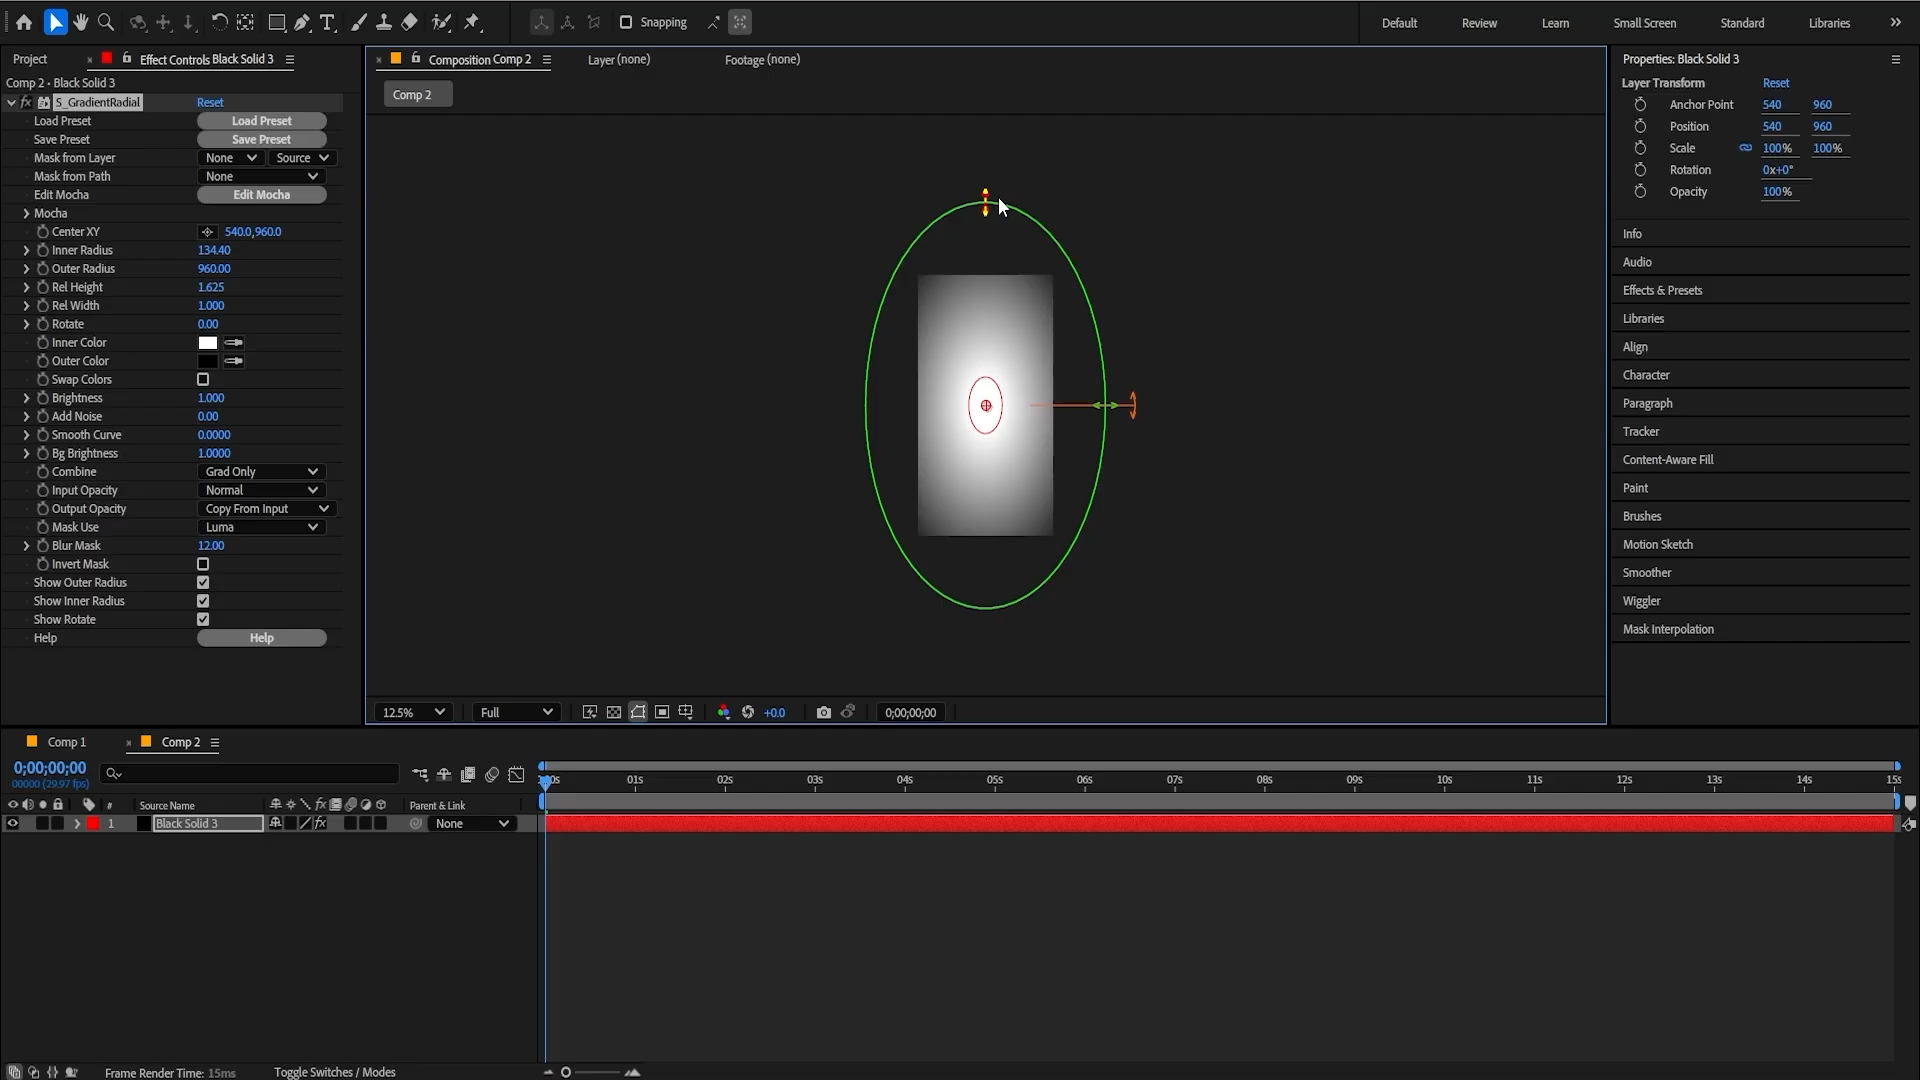 Snapping
Default
Review
Learn
Small Screen
Standard
Libraries
Project
Effect Controls Black Solid 3
Comp 2 • Black Solid 3
fx S_GradientRadial Reset
Load Preset Load Preset
Save Preset Save Preset
Mask from Layer None Source
Mask from Path None
Edit Mocha Edit Mocha
Mocha
Center XY 540.0,960.0
Inner Radius 134.40
Outer Radius 960.00
Rel Height 1.625
Rel Width 1.000
Rotate 0.00
Inner Color
Outer Color
Swap Colors
Brightness 1.000
Add Noise 0.00
Smooth Curve 0.0000
Bg Brightness 1.0000
Combine Grad Only
Input Opacity Normal
Output Opacity Copy From Input
Mask Use Luma
Blur Mask 12.00
Invert Mask
Show Outer Radius
Show Inner Radius
Show Rotate
Help Help
Composition Comp 2
Layer (none)
Footage (none)
Comp 2
12.5%
Full
+0.0
0;00;00;00
Properties: Black Solid 3
Layer Transform Reset
Anchor Point 540 960
Position 540 960
Scale 100% 100%
Rotation 0x+0°
Opacity 100%
Info
Audio
Effects & Presets
Libraries
Align
Character
Paragraph
Tracker
Content-Aware Fill
Paint
Brushes
Motion Sketch
Smoother
Wiggler
Mask Interpolation
Comp 1
Comp 2
0;00;00;00
00000 (29.97 fps)
# Source Name fx Parent & Link
1 Black Solid 3 fx None
00s 01s 02s 03s 04s 05s 06s 07s 08s 09s 10s 11s 12s 13s 14s 15s
Frame Render Time: 15ms
Toggle Switches / Modes